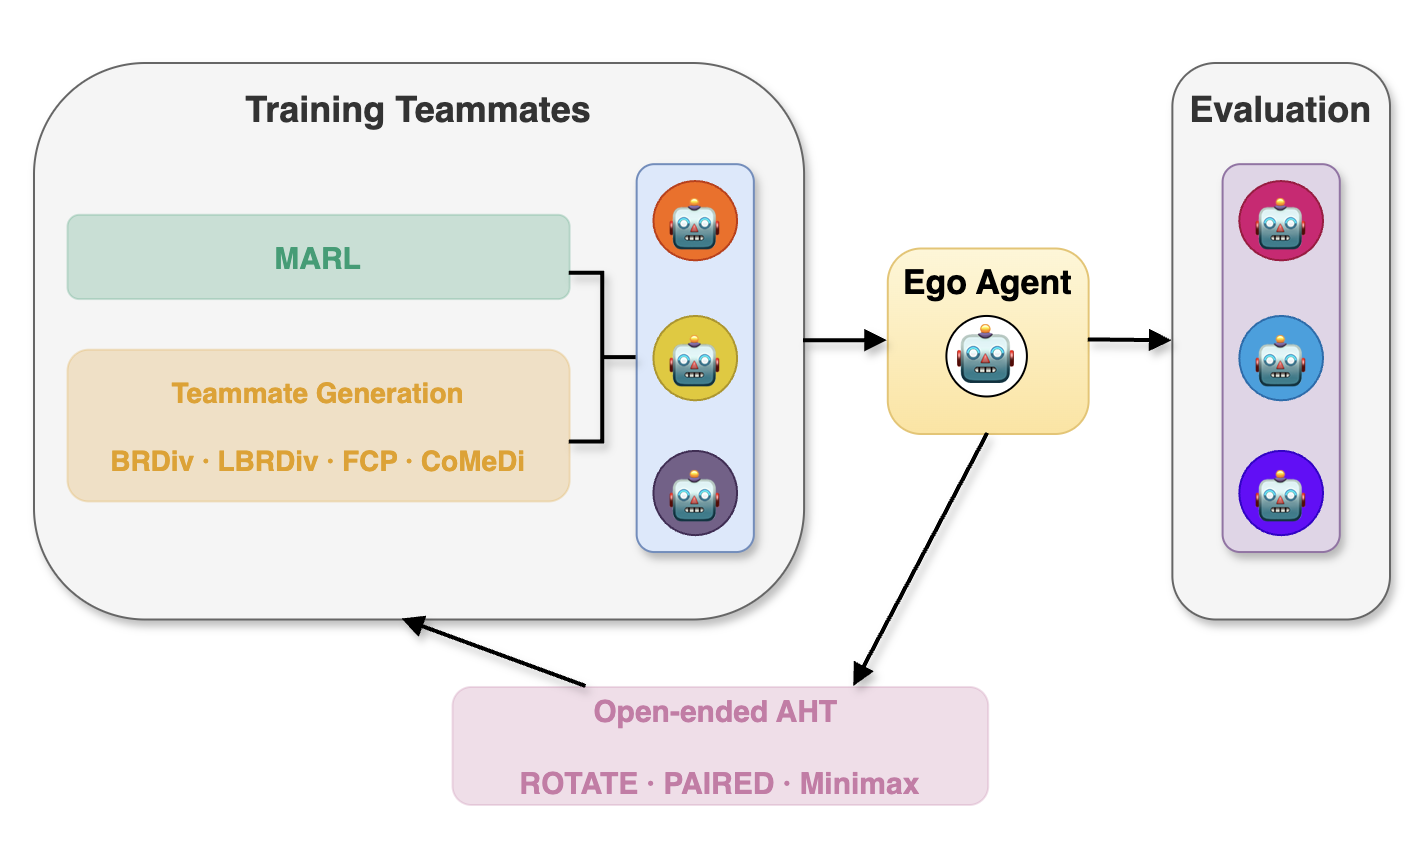 Training Teammates
MARL
Teammate Generation
BRDiv · LBRDiv · FCP · CoMeDi
Ego Agent
Evaluation
Open-ended AHT
ROTATE · PAIRED · Minimax